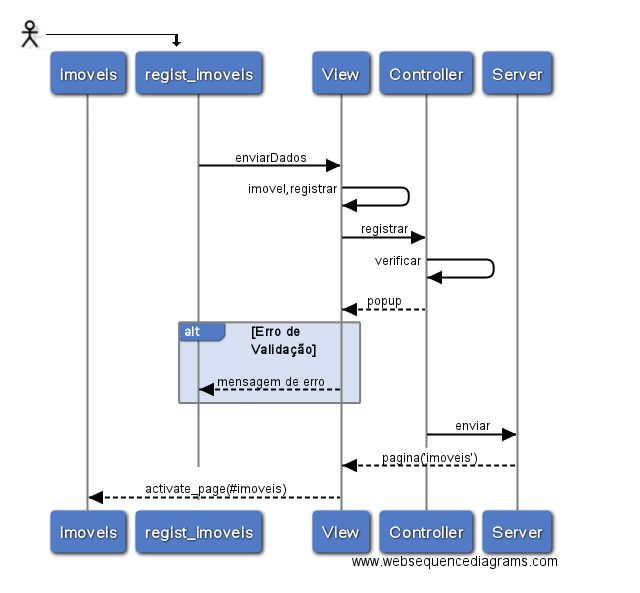 Imoveis
regist_imoveis
View
Controller
Server
enviarDados
imovel,registrar
registrar
verificar
popup
alt
[Erro de
Validação]
mensagem de erro
enviar
pagina('imoveis')
activate_page(#imoveis)
Imoveis
regist_imoveis
View
Controller
Server
www.websequencediagrams.com